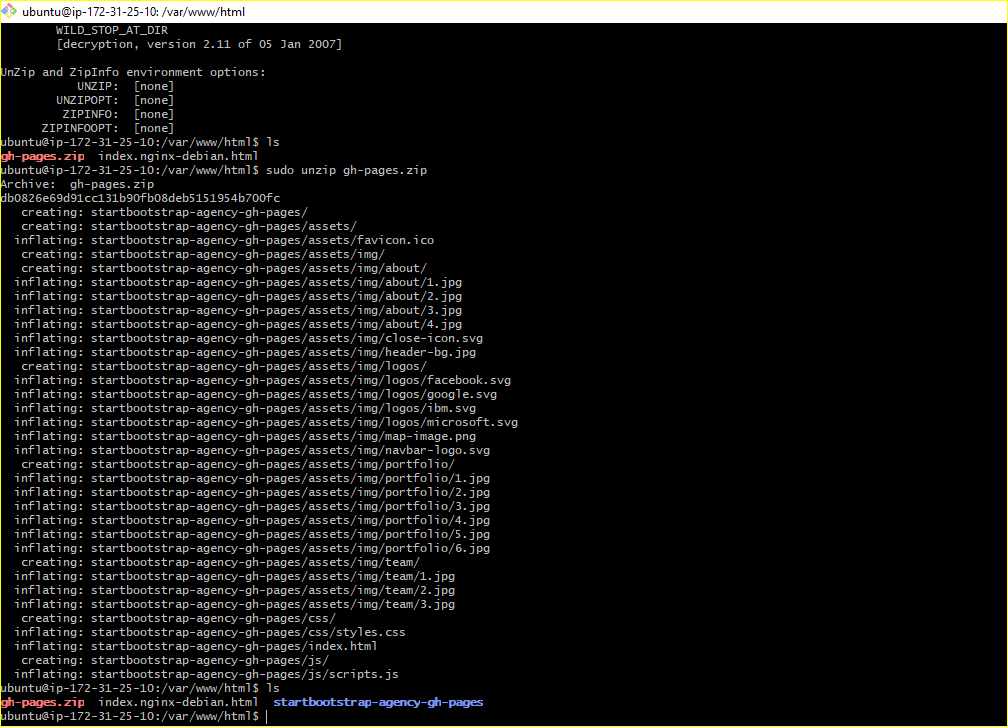 ubuntu@ip-172-31-25-10: /var/www/html
WILD_STOP_AT_DIR
[decryption, version 2.11 of 05 Jan 2007]
UnZip and ZipInfo environment options:
UNZIP:  [none]
UNZIPOPT:  [none]
ZIPINFO:  [none]
ZIPINFOOPT:  [none]
ubuntu@ip-172-31-25-10:/var/www/html$ ls
gh-pages.zip  index.nginx-debian.html
ubuntu@ip-172-31-25-10:/var/www/html$ sudo unzip gh-pages.zip
Archive:  gh-pages.zip
db0826e69d91cc131b90fb08deb5151954b700fc
creating: startbootstrap-agency-gh-pages/
creating: startbootstrap-agency-gh-pages/assets/
inflating: startbootstrap-agency-gh-pages/assets/favicon.ico
creating: startbootstrap-agency-gh-pages/assets/img/
creating: startbootstrap-agency-gh-pages/assets/img/about/
inflating: startbootstrap-agency-gh-pages/assets/img/about/1.jpg
inflating: startbootstrap-agency-gh-pages/assets/img/about/2.jpg
inflating: startbootstrap-agency-gh-pages/assets/img/about/3.jpg
inflating: startbootstrap-agency-gh-pages/assets/img/about/4.jpg
inflating: startbootstrap-agency-gh-pages/assets/img/close-icon.svg
inflating: startbootstrap-agency-gh-pages/assets/img/header-bg.jpg
creating: startbootstrap-agency-gh-pages/assets/img/logos/
inflating: startbootstrap-agency-gh-pages/assets/img/logos/facebook.svg
inflating: startbootstrap-agency-gh-pages/assets/img/logos/google.svg
inflating: startbootstrap-agency-gh-pages/assets/img/logos/ibm.svg
inflating: startbootstrap-agency-gh-pages/assets/img/logos/microsoft.svg
inflating: startbootstrap-agency-gh-pages/assets/img/map-image.png
inflating: startbootstrap-agency-gh-pages/assets/img/navbar-logo.svg
creating: startbootstrap-agency-gh-pages/assets/img/portfolio/
inflating: startbootstrap-agency-gh-pages/assets/img/portfolio/1.jpg
inflating: startbootstrap-agency-gh-pages/assets/img/portfolio/2.jpg
inflating: startbootstrap-agency-gh-pages/assets/img/portfolio/3.jpg
inflating: startbootstrap-agency-gh-pages/assets/img/portfolio/4.jpg
inflating: startbootstrap-agency-gh-pages/assets/img/portfolio/5.jpg
inflating: startbootstrap-agency-gh-pages/assets/img/portfolio/6.jpg
creating: startbootstrap-agency-gh-pages/assets/img/team/
inflating: startbootstrap-agency-gh-pages/assets/img/team/1.jpg
inflating: startbootstrap-agency-gh-pages/assets/img/team/2.jpg
inflating: startbootstrap-agency-gh-pages/assets/img/team/3.jpg
creating: startbootstrap-agency-gh-pages/css/
inflating: startbootstrap-agency-gh-pages/css/styles.css
inflating: startbootstrap-agency-gh-pages/index.html
creating: startbootstrap-agency-gh-pages/js/
inflating: startbootstrap-agency-gh-pages/js/scripts.js
ubuntu@ip-172-31-25-10:/var/www/html$ ls
gh-pages.zip  index.nginx-debian.html  startbootstrap-agency-gh-pages
ubuntu@ip-172-31-25-10:/var/www/html$